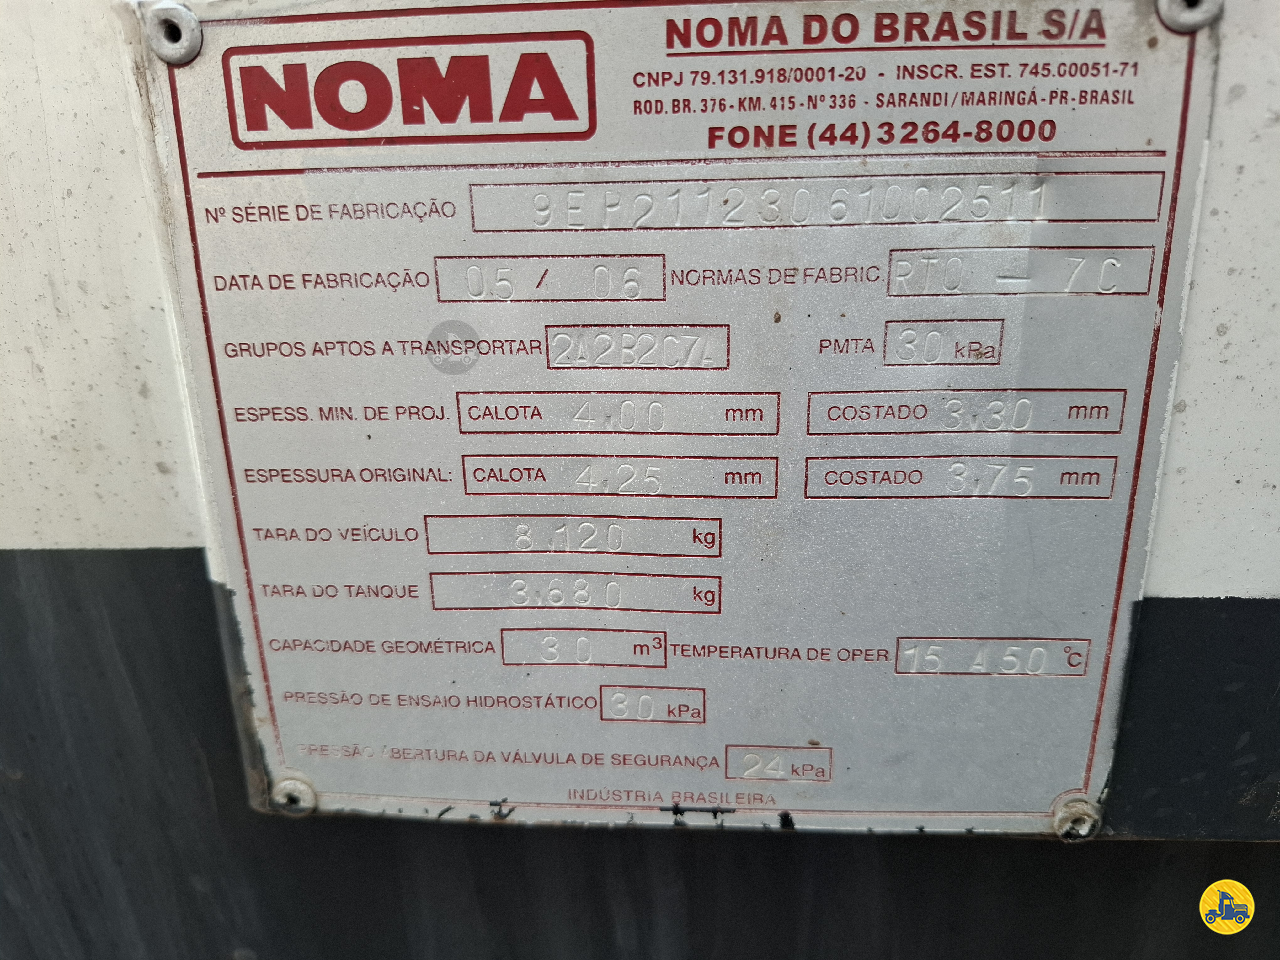 NOMA
NOMA DO BRASIL S/A
CNPJ 79.131.918/0001-20 - INSCR. EST. 745.00051-71
ROD. BR. 376 - KM. 415 - Nº 336 - SARANDI / MARINGÁ - PR - BRASIL
FONE (44) 3264-8000
Nº SÉRIE DE FABRICAÇÃO 9EP21123061002511
DATA DE FABRICAÇÃO 05 / 06 NORMAS DE FABRIC. RTQ - 7C
GRUPOS APTOS A TRANSPORTAR 2A2B2C7A PMTA 30 kPa
ESPESS. MIN. DE PROJ. CALOTA 4.00 mm COSTADO 3.30 mm
ESPESSURA ORIGINAL: CALOTA 4.25 mm COSTADO 3.75 mm
TARA DO VEÍCULO 8.120 kg
TARA DO TANQUE 3.680 kg
CAPACIDADE GEOMÉTRICA 30 m³ TEMPERATURA DE OPER. 15 A 50 °C
PRESSÃO DE ENSAIO HIDROSTÁTICO 30 kPa
PRESSÃO ABERTURA DA VÁLVULA DE SEGURANÇA 24 kPa
INDÚSTRIA BRASILEIRA